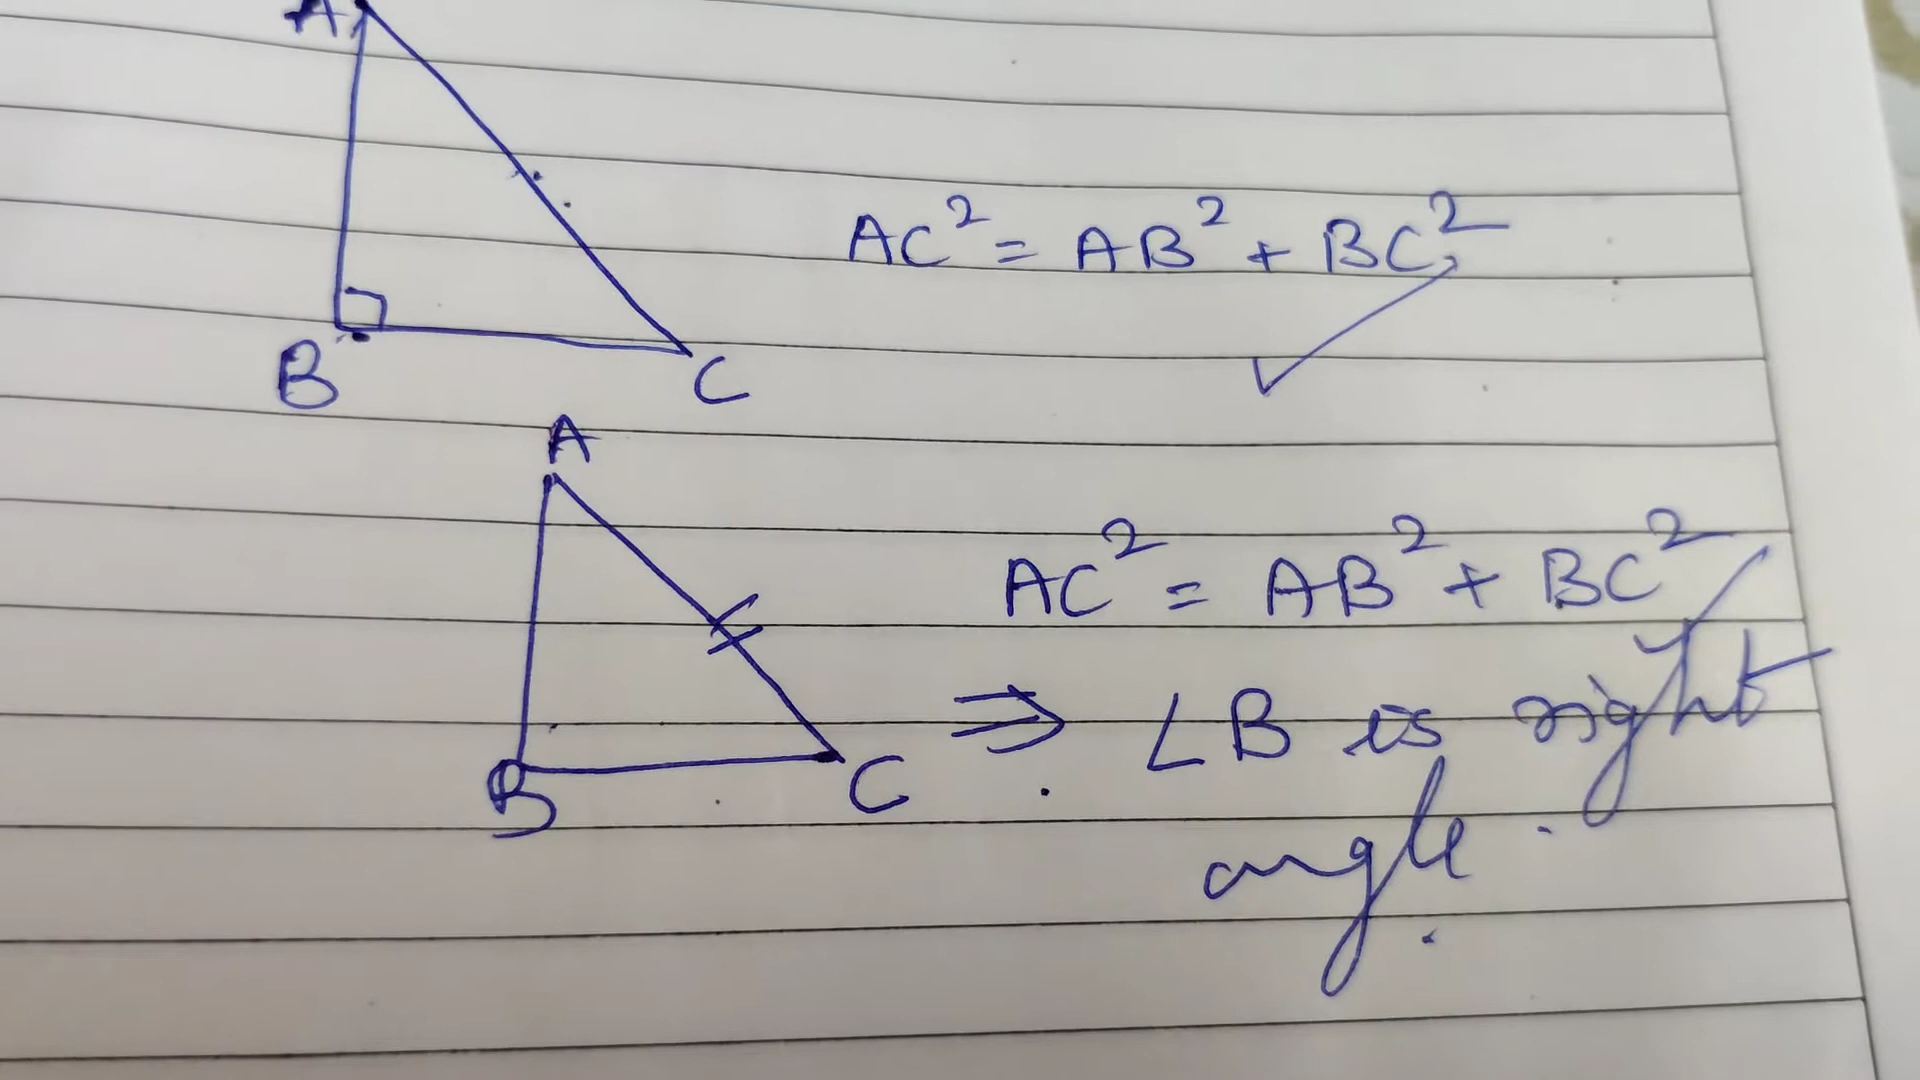 A
AC² = AB² + BC²
B
C
A
AC² = AB² + BC²
B
C
⇒ ∠B is right
angle.